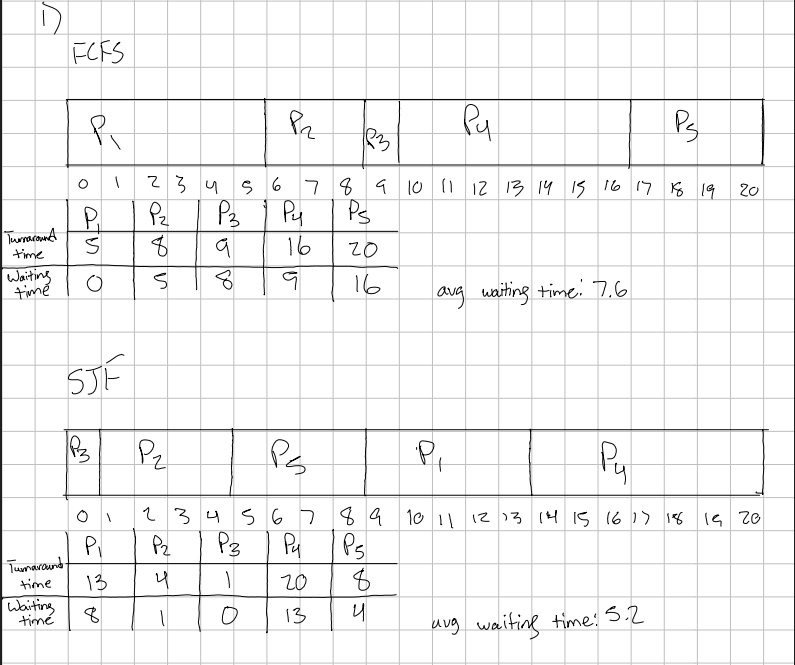 1)
FCFS
P1 P2 P3 P4 P5
0 1 2 3 4 5 6 7 8 9 10 11 12 13 14 15 16 17 18 19 20
P1 P2 P3 P4 P5
Turnaround time 5 8 9 16 20
Waiting time 0 5 8 9 16
avg waiting time: 7.6
SJF
P3 P2 P5 P1 P4
0 1 2 3 4 5 6 7 8 9 10 11 12 13 14 15 16 17 18 19 20
P1 P2 P3 P4 P5
Turnaround time 13 4 1 20 8
Waiting time 8 1 0 13 4
avg waiting time: 5.2